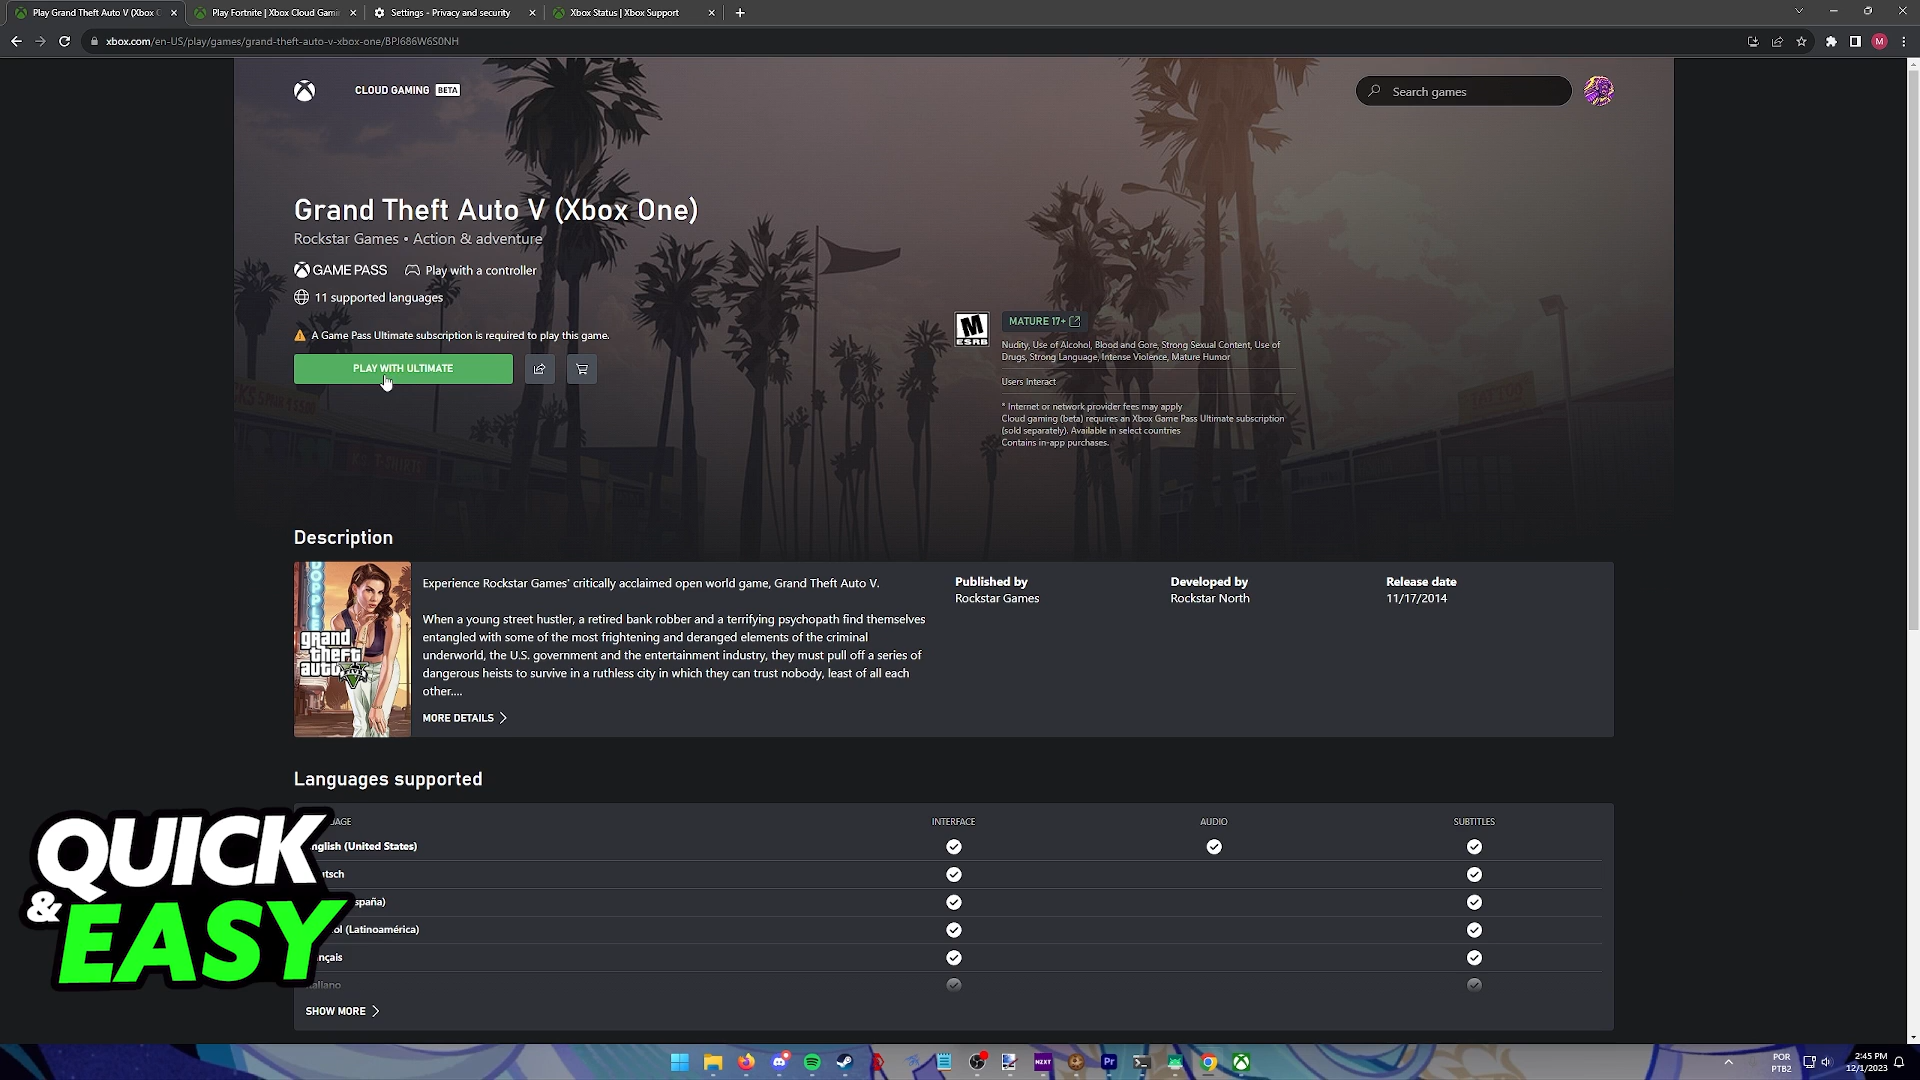 Play Grand Theft Auto V (Xbox C
Play Fortnite | Xbox Cloud Gami
Settings - Privacy and security
Xbox Status | Xbox Support
xbox.com/en-US/play/games/grand-theft-auto-v-xbox-one/BPJ686W6S0NH
M
CLOUD GAMING BETA
Search games
Grand Theft Auto V (Xbox One)
Rockstar Games • Action & adventure
GAME PASS
Play with a controller
11 supported languages
A Game Pass Ultimate subscription is required to play this game.
PLAY WITH ULTIMATE
M
ESRB
MATURE 17+
Nudity, Use of Alcohol, Blood and Gore, Strong Sexual Content, Use of
Drugs, Strong Language, Intense Violence, Mature Humor
Users Interact
* Internet or network provider fees may apply
Cloud gaming (beta) requires an Xbox Game Pass Ultimate subscription
(sold separately). Available in select countries
Contains in-app purchases.
TATTOO
Description
grand
theft
auto V
Experience Rockstar Games' critically acclaimed open world game, Grand Theft Auto V.
When a young street hustler, a retired bank robber and a terrifying psychopath find themselves
entangled with some of the most frightening and deranged elements of the criminal
underworld, the U.S. government and the entertainment industry, they must pull off a series of
dangerous heists to survive in a ruthless city in which they can trust nobody, least of all each
other....
MORE DETAILS
Published by
Rockstar Games
Developed by
Rockstar North
Release date
11/17/2014
Languages supported
UAGE
INTERFACE
AUDIO
SUBTITLES
nglish (United States)
utsch
spaña)
ol (Latinoamérica)
nçais
taliano
SHOW MORE
QUICK
& EASY
NZXT
Pr
POR
PTB2
2:45 PM
12/1/2023